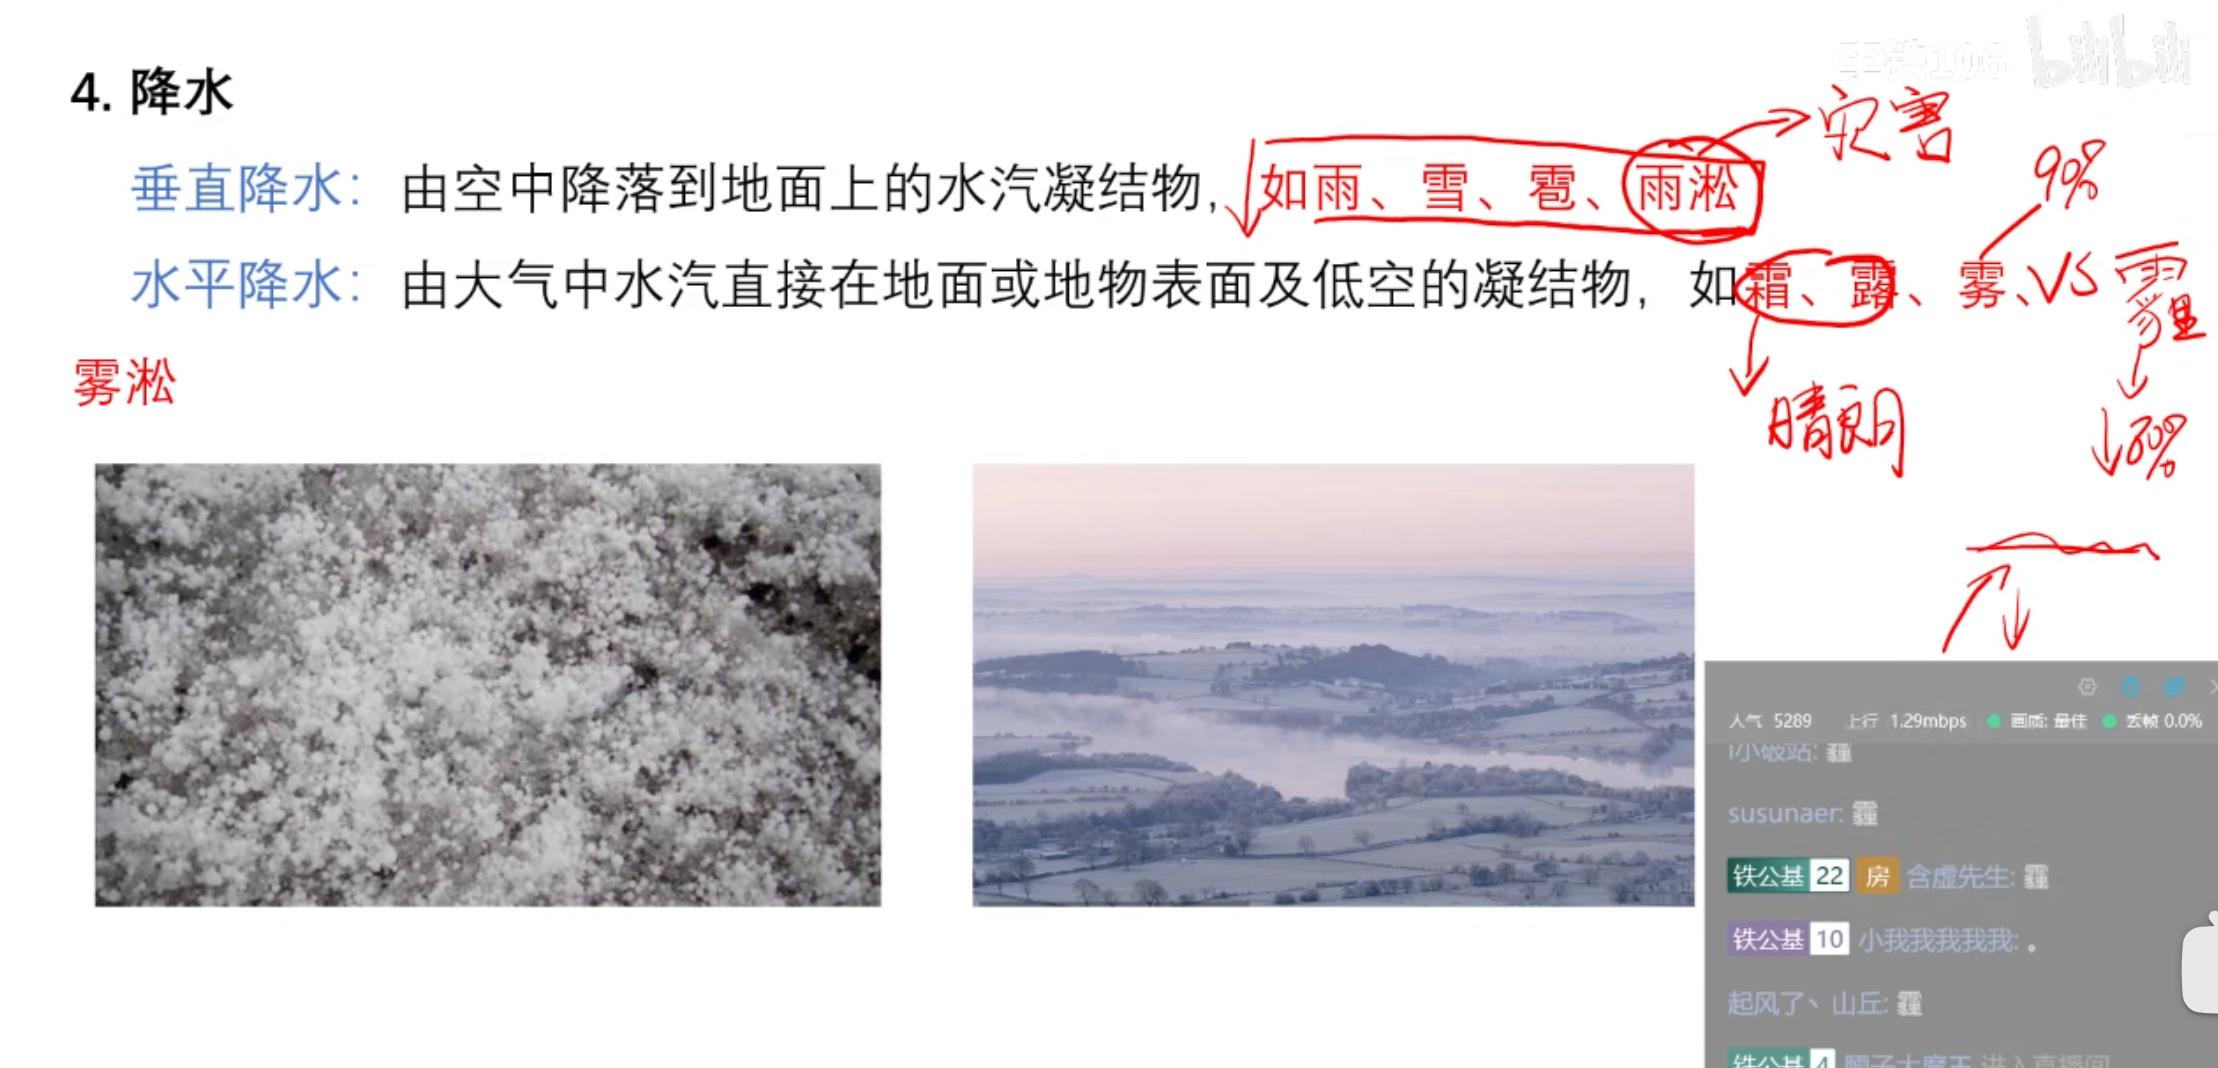 4. 降水
垂直降水：由空中降落到地面上的水汽凝结物，如雨、雪、雹、雨淞
水平降水：由大气中水汽直接在地面或地物表面及低空的凝结物，如霜、露、雾、VS 霾
雾淞
灾害
90%
晴朗
bilibili
人气 5289 上行 1.29mbps 画质: 最佳 丢帧 0.0%
小破站: 霾
susunaer: 霾
铁公基 22 房 含虚先生: 霾
铁公基 10 小我我我我我: 。
起风了丶山丘: 霾
铁公基 4 进入直播间